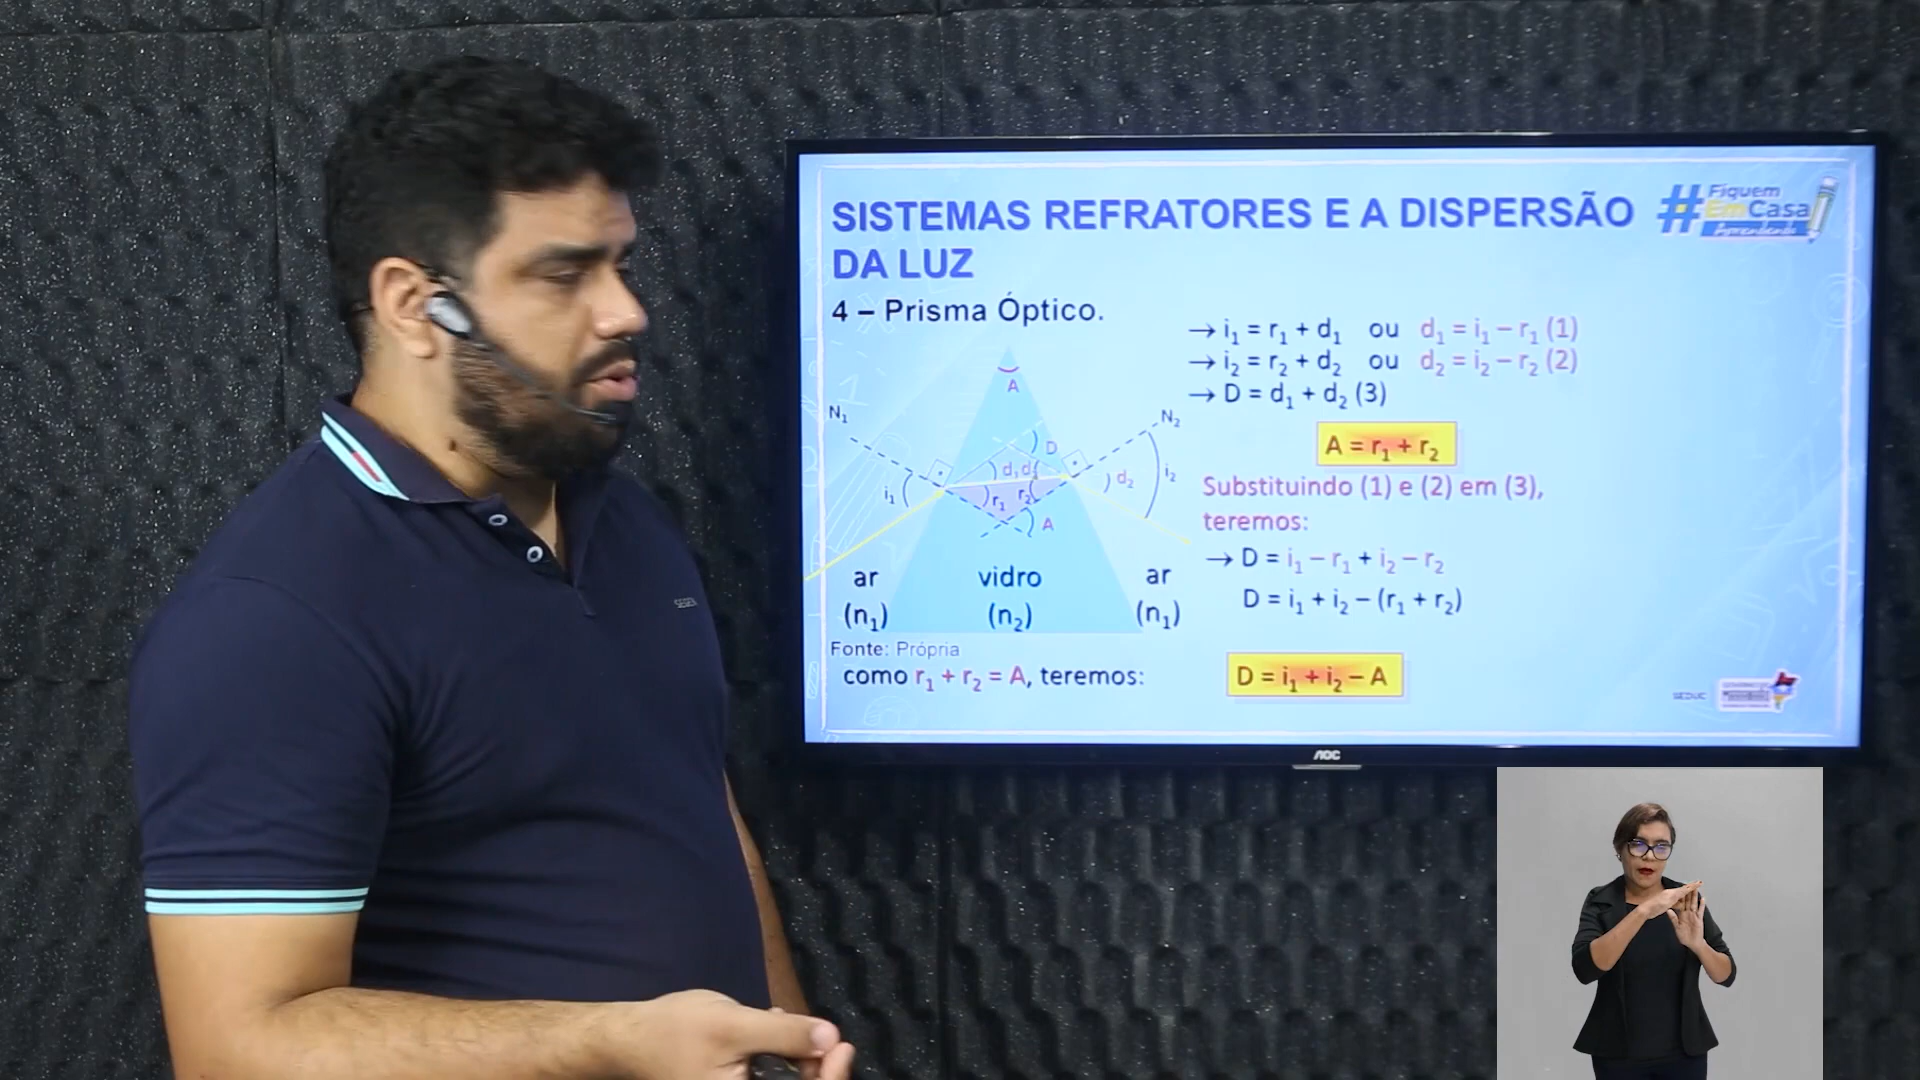 SISTEMAS REFRATORES E A DISPERSÃO
DA LUZ
#Fiquem
EmCasa
Aprendendo
4 – Prisma Óptico.
→ i₁ = r₁ + d₁ ou d₁ = i₁ – r₁ (1)
→ i₂ = r₂ + d₂ ou d₂ = i₂ – r₂ (2)
→ D = d₁ + d₂ (3)
A = r₁ + r₂
Substituindo (1) e (2) em (3),
teremos:
→ D = i₁ – r₁ + i₂ – r₂
D = i₁ + i₂ – (r₁ + r₂)
A
N₁
N₂
D
i₁
d₁
r₁
r₂
d₂
i₂
A
ar
(n₁)
vidro
(n₂)
ar
(n₁)
Fonte: Própria
como r₁ + r₂ = A, teremos:
D = i₁ + i₂ – A
SEDUC
AOC